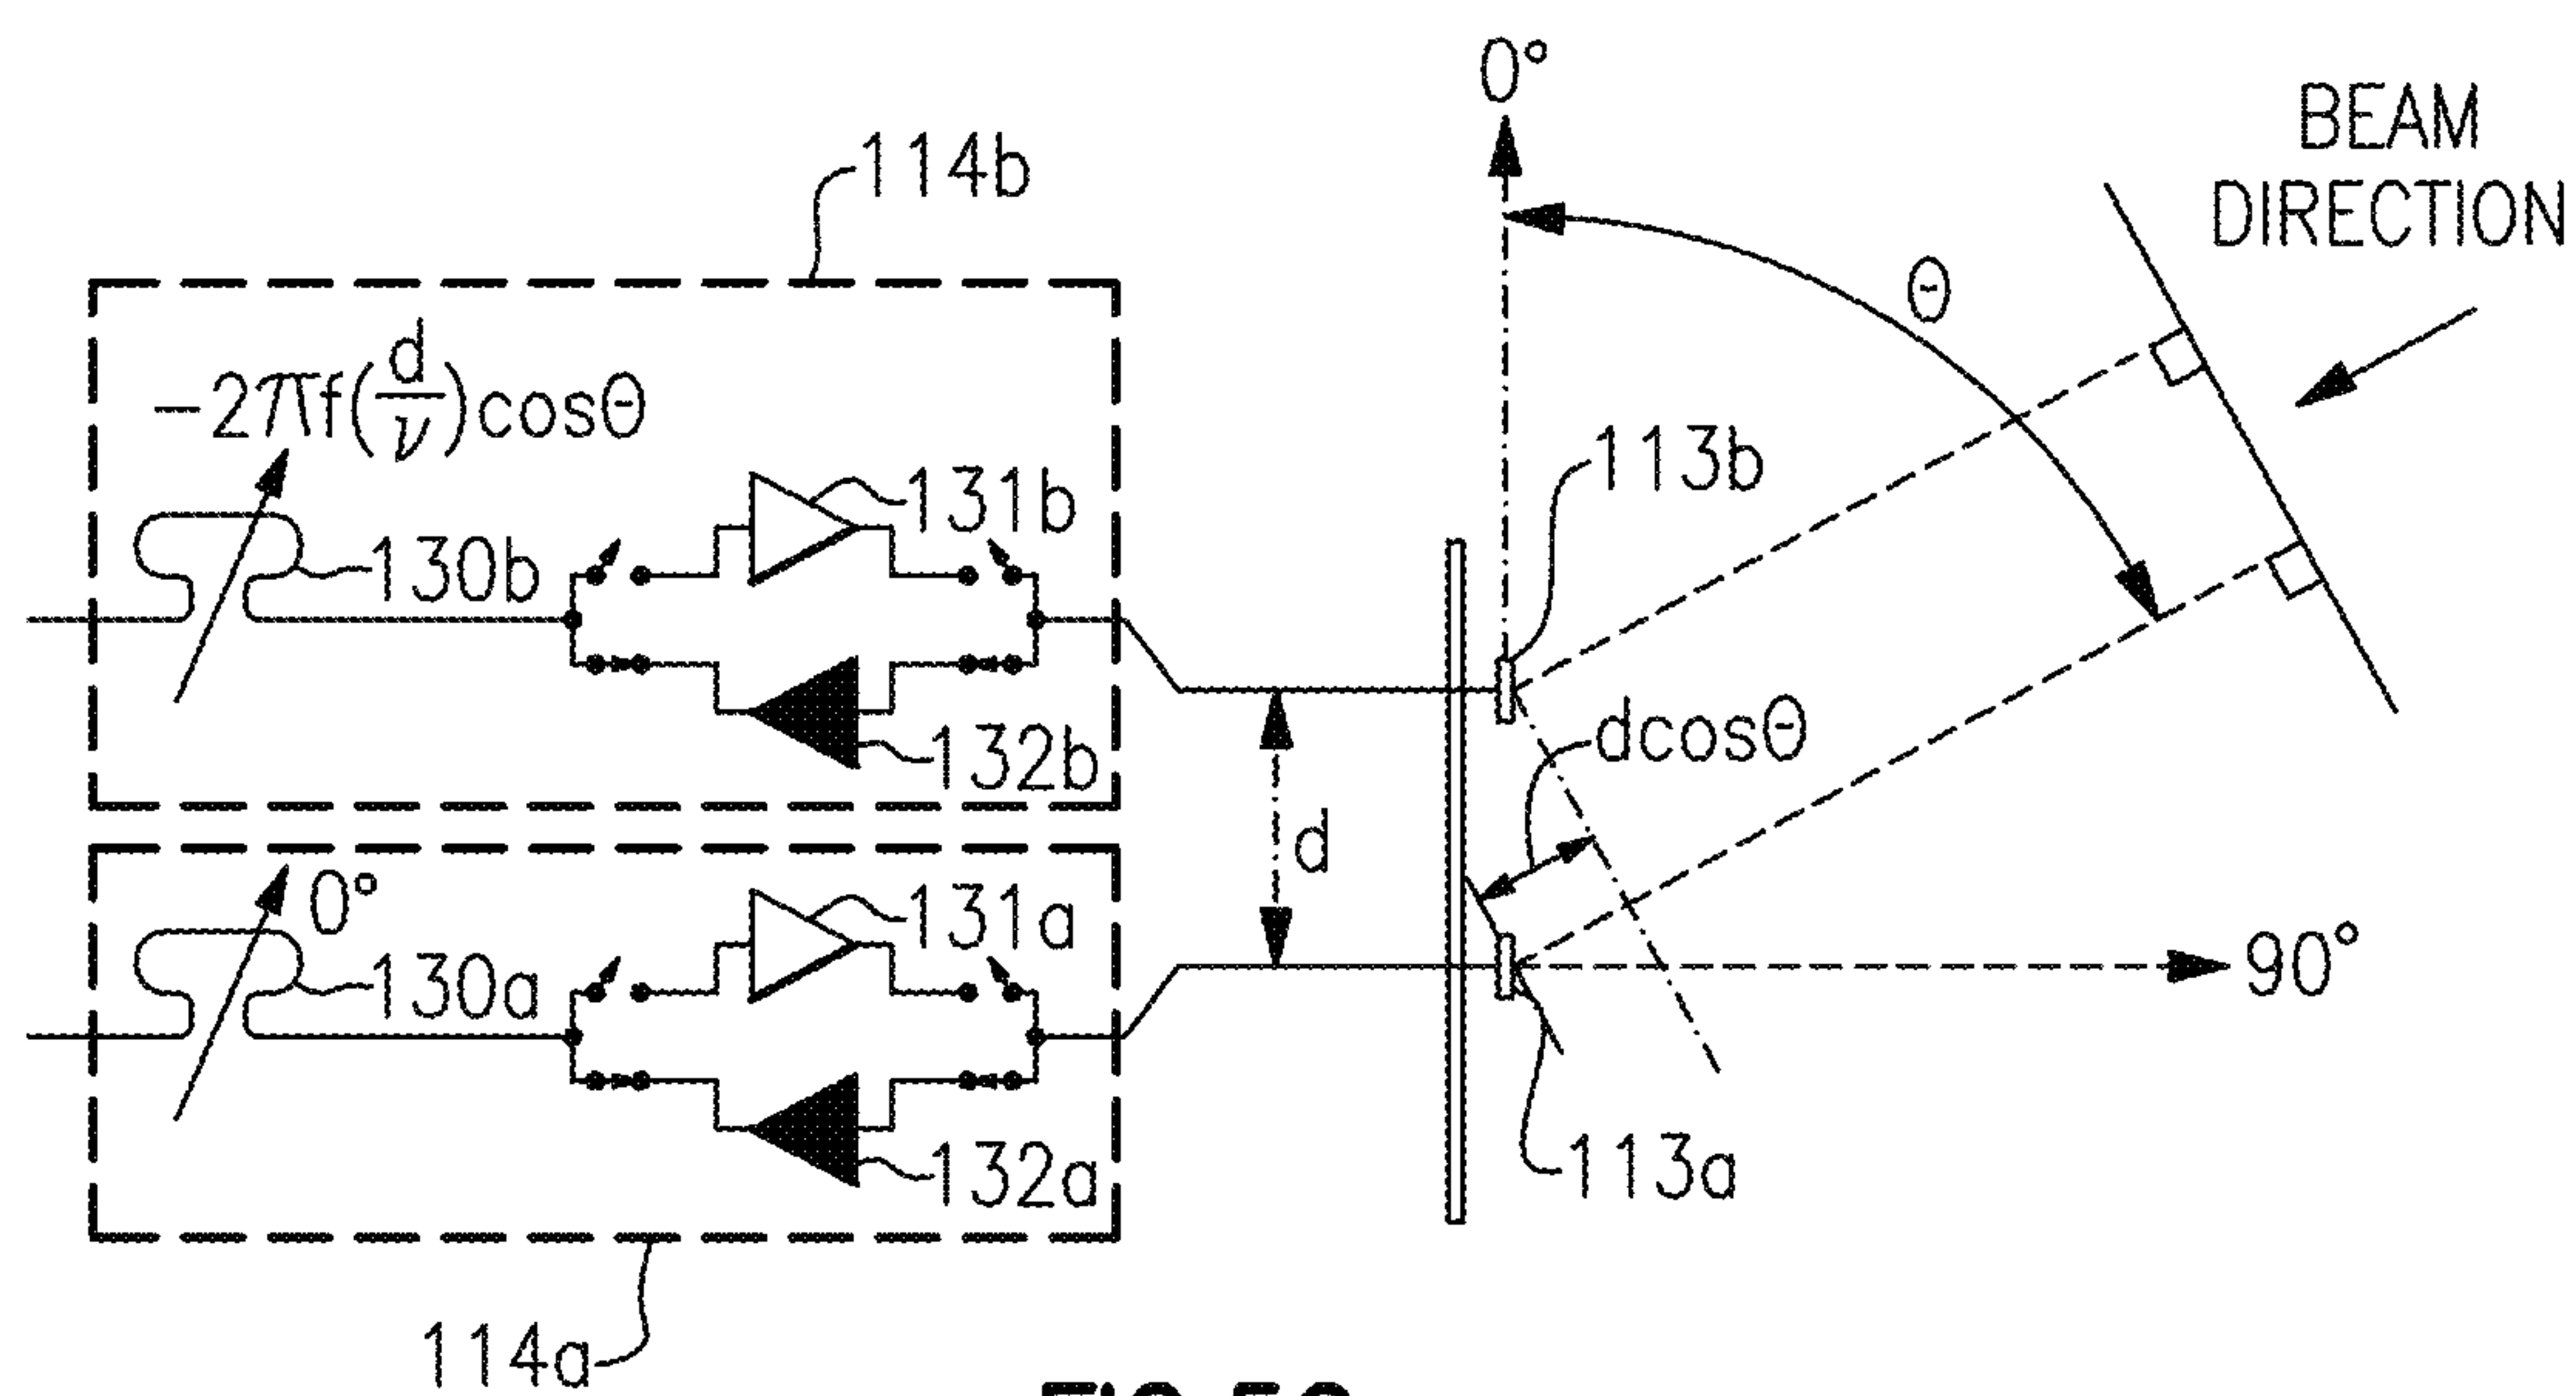 0°
BEAM
DIRECTION
114b
θ
−2πf(d/ν)cosθ
131b
113b
130b
dcosθ
132b
d
0°
131a
130a
90°
132a
113a
114a